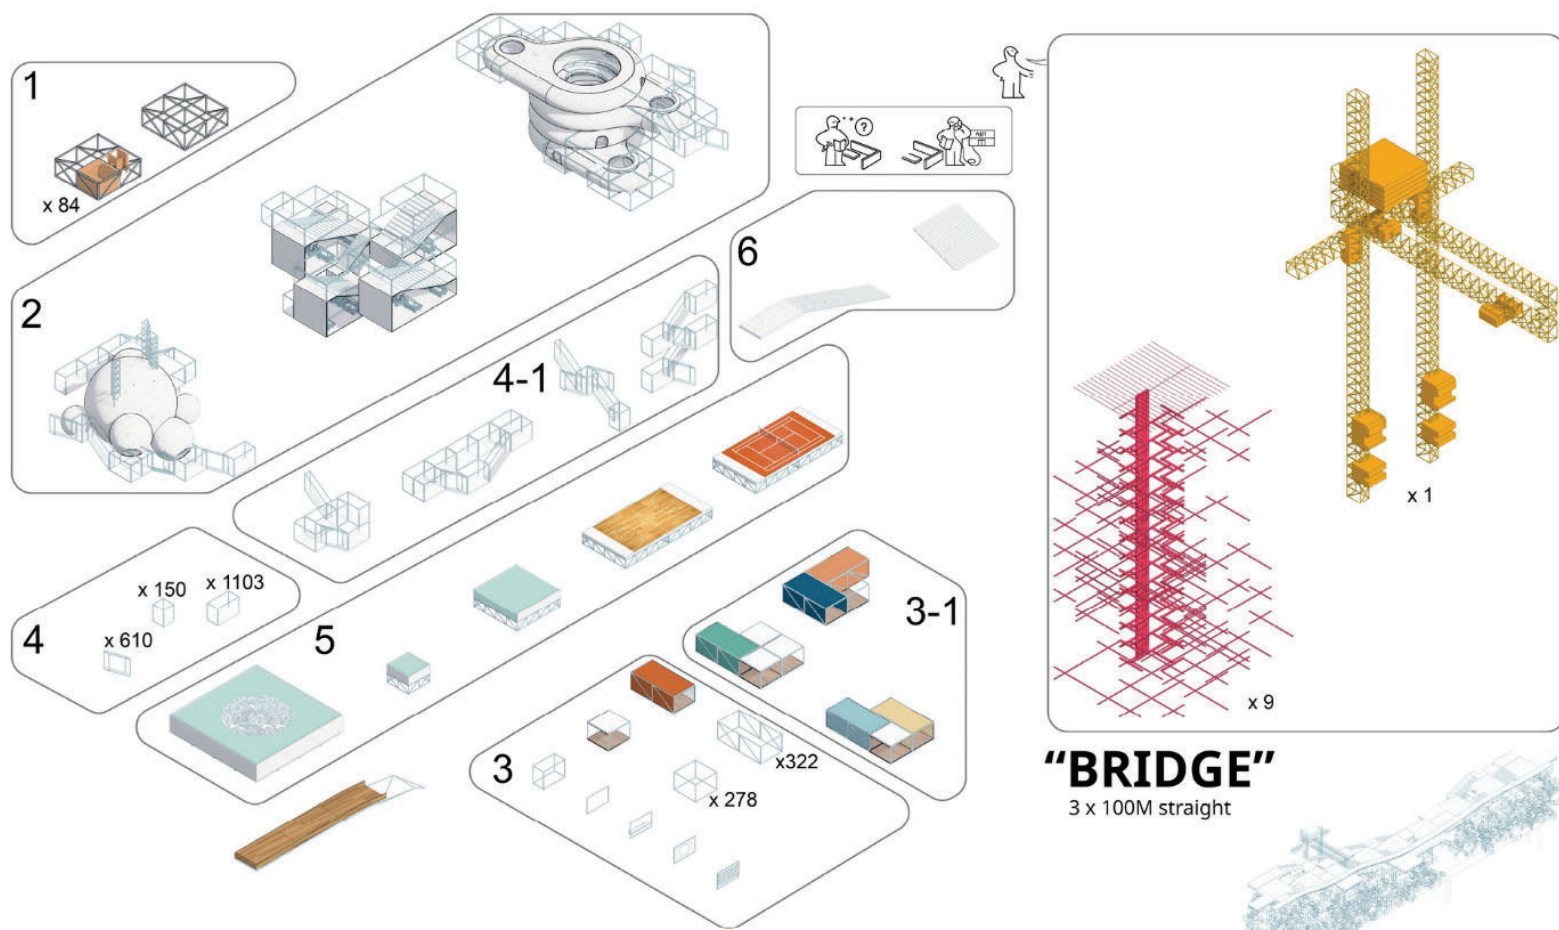 1
x 84
2
4-1
6
x 1
x 9
x 150
x 1103
x 610
4
5
3-1
3
x322
x 278
?
“BRIDGE”
3 x 100M straight